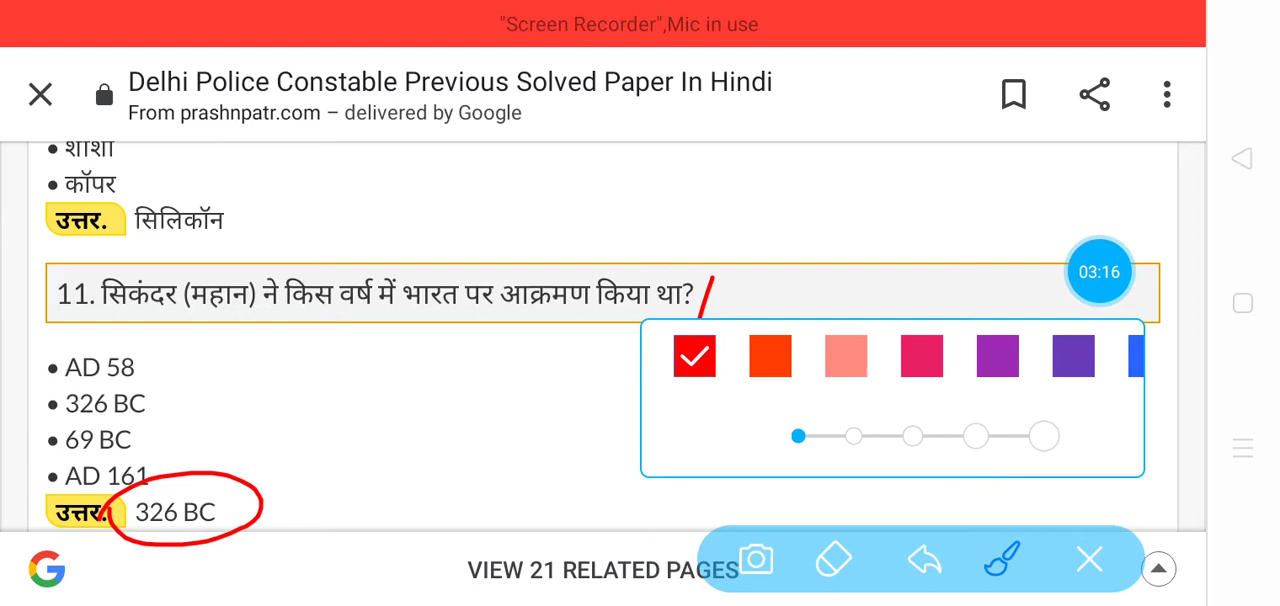 "Screen Recorder",Mic in use
Delhi Police Constable Previous Solved Paper In Hindi
From prashnpatr.com – delivered by Google
• शीशा
• कॉपर
उत्तर. सिलिकॉन
11. सिकंदर (महान) ने किस वर्ष में भारत पर आक्रमण किया था?
03:16
• AD 58
• 326 BC
• 69 BC
• AD 161
उत्तर. 326 BC
VIEW 21 RELATED PAGES